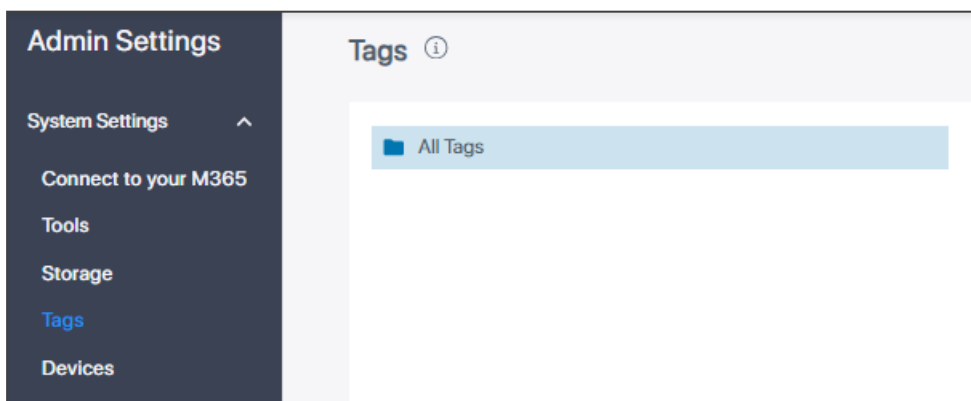 Admin Settings
System Settings
Connect to your M365
Tools
Storage
Tags
Devices
Tags
All Tags